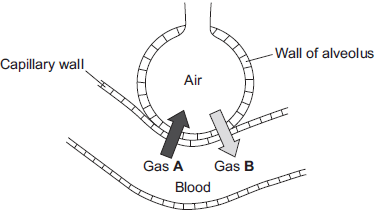 Wall of alveolus
Capillary wall
Air
Gas A
Gas B
Blood